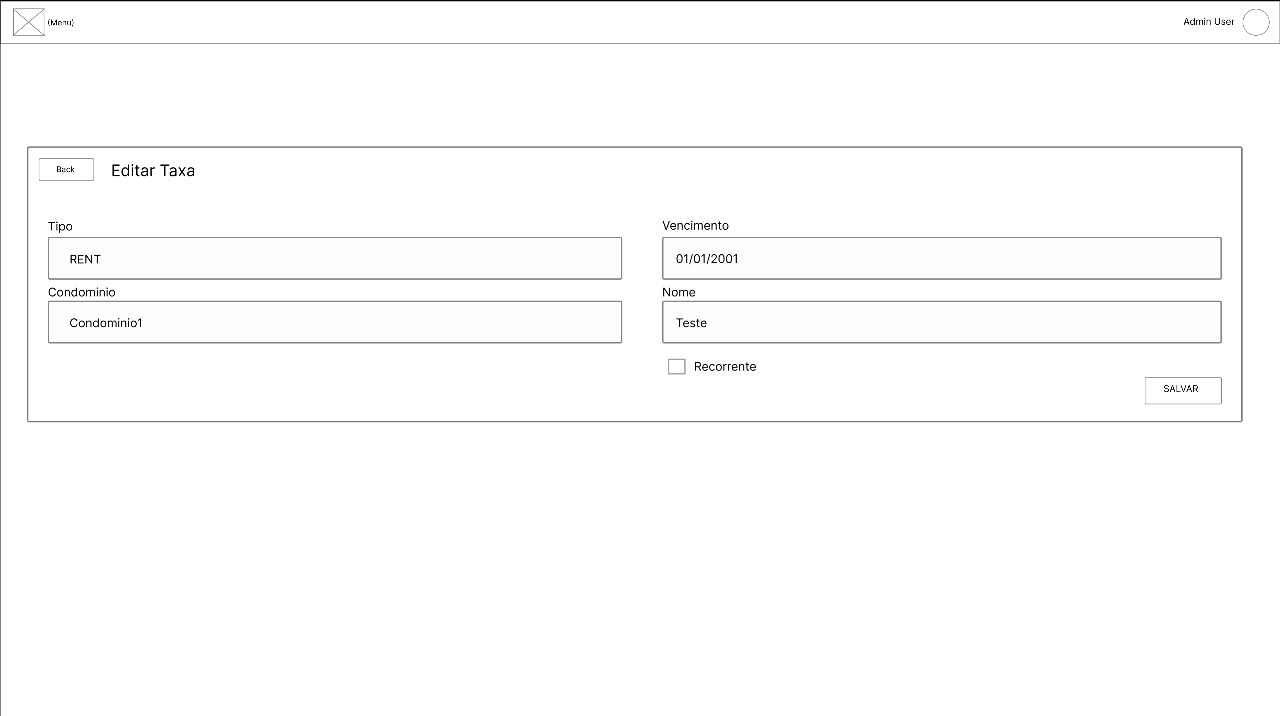 (Menu)
Admin User
Back
Editar Taxa
Tipo
Vencimento
RENT
01/01/2001
Condominio
Nome
Condominio1
Teste
Recorrente
SALVAR